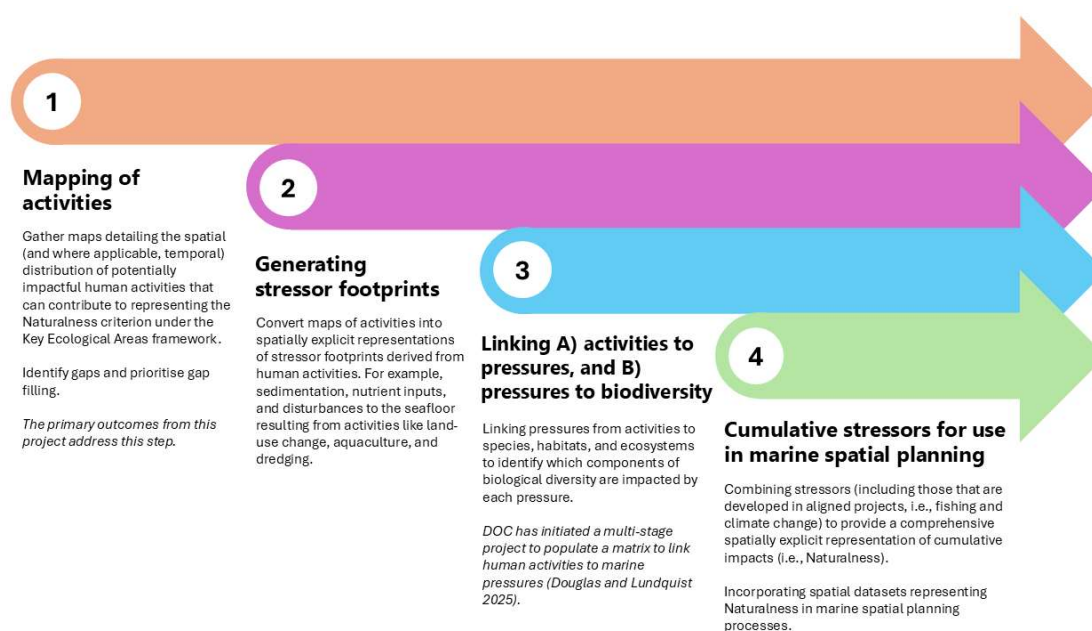 1
Mapping of
activities
Gather maps detailing the spatial
(and where applicable, temporal)
distribution of potentially
impactful human activities that
can contribute to representing the
Naturalness criterion under the
Key Ecological Areas framework.
Identify gaps and prioritise gap
filling.
The primary outcomes from this
project address this step.
2
Generating
stressor footprints
Convert maps of activities into
spatially explicit representations
of stressor footprints derived from
human activities. For example,
sedimentation, nutrient inputs,
and disturbances to the seafloor
resulting from activities like land-
use change, aquaculture, and
dredging.
3
Linking A) activities to
pressures, and B)
pressures to biodiversity
Linking pressures from activities to
species, habitats, and ecosystems
to identify which components of
biological diversity are impacted by
each pressure.
DOC has initiated a multi-stage
project to populate a matrix to link
human activities to marine
pressures (Douglas and Lundquist
2025).
4
Cumulative stressors for use
in marine spatial planning
Combining stressors (including those that are
developed in aligned projects, i.e., fishing and
climate change) to provide a comprehensive
spatially explicit representation of cumulative
impacts (i.e., Naturalness).
Incorporating spatial datasets representing
Naturalness in marine spatial planning
processes.